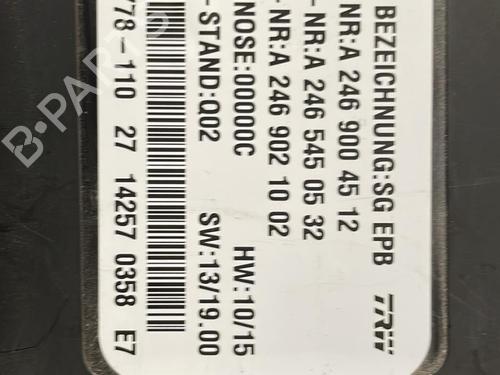 BEZEICHNUNG:SG EPB TRW
NR:A 246 900 45 12
-NR:A 246 545 05 32
-NR:A 246 902 10 02
NOSE:00000C HW:10/15
-STAND:Q02 SW:13/19.00
778-110 27 14257 0358 E7
B-PARTS